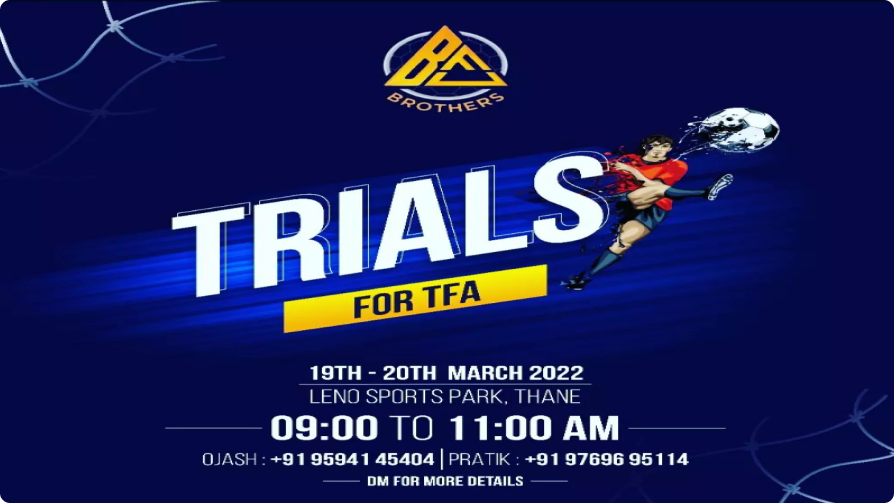 BFC
BROTHERS
TRIALS
FOR TFA
19TH - 20TH MARCH 2022
LENO SPORTS PARK, THANE
09:00 TO 11:00 AM
OJASH : +91 95941 45404 | PRATIK : +91 97696 95114
DM FOR MORE DETAILS